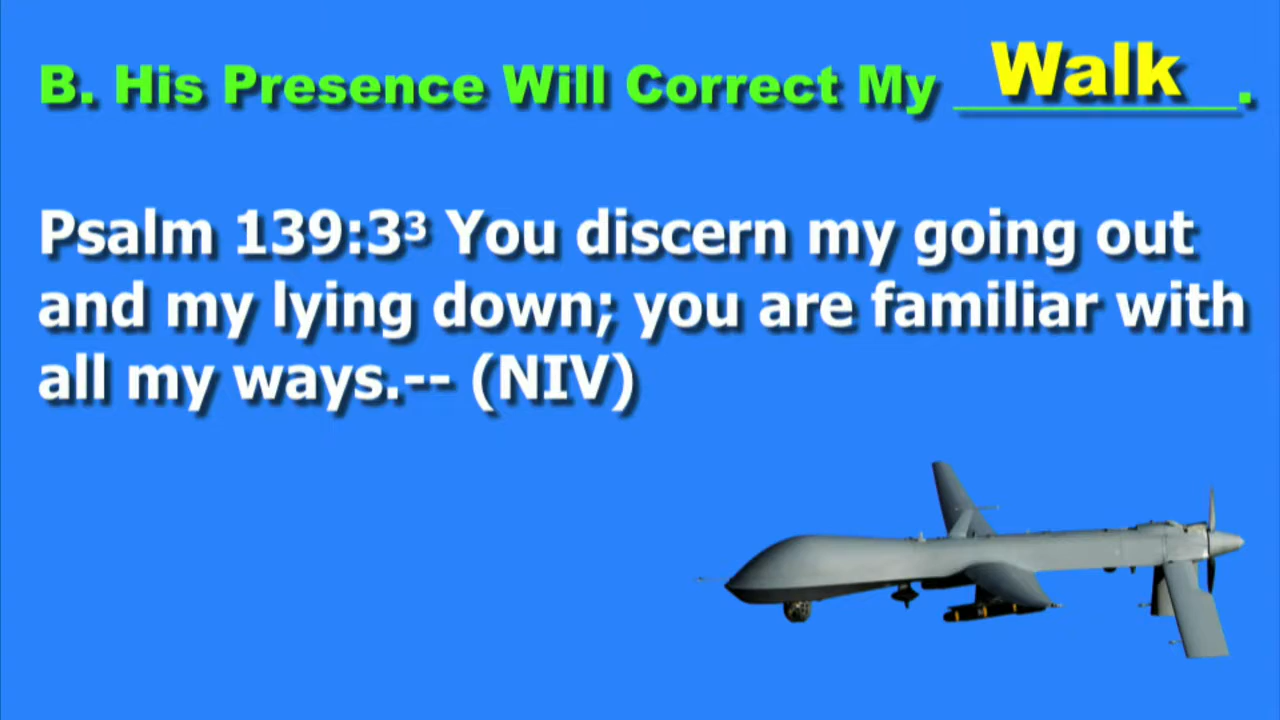 B. His Presence Will Correct My Walk.
Psalm 139:3³ You discern my going out
and my lying down; you are familiar with
all my ways.-- (NIV)